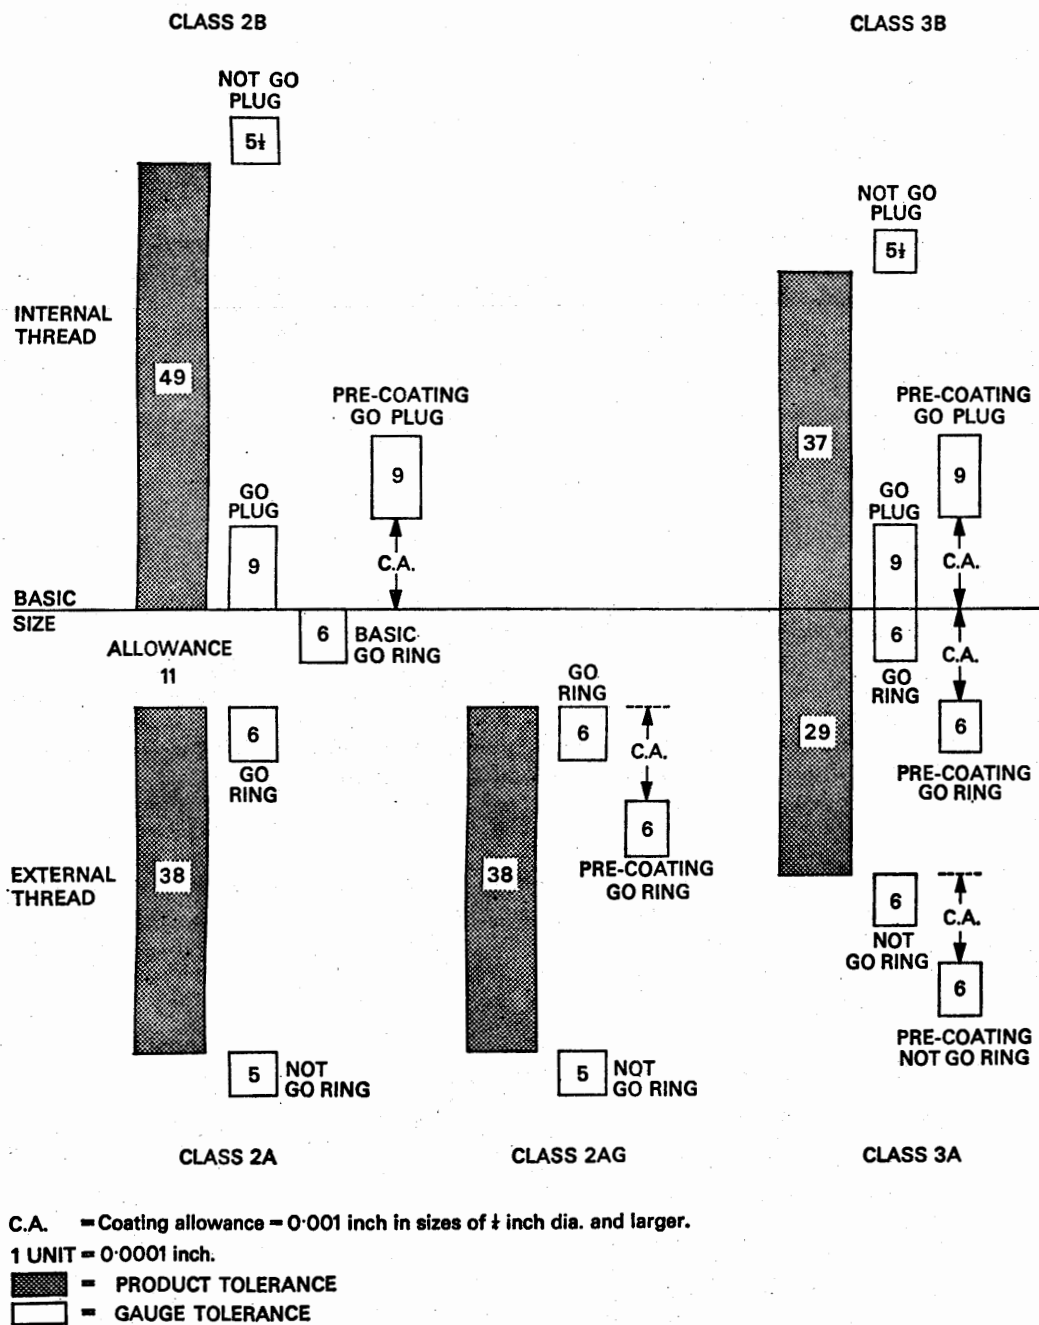 CLASS 2B
CLASS 3B
NOT GO
PLUG
5½
NOT GO
PLUG
5½
INTERNAL
THREAD
49
PRE-COATING
GO PLUG
9
C.A.
GO
PLUG
9
37
PRE-COATING
GO PLUG
9
C.A.
GO
PLUG
9
BASIC
SIZE
6
BASIC
GO RING
ALLOWANCE
11
6
GO
RING
C.A.
6
PRE-COATING
GO RING
6
GO
RING
GO
RING
6
C.A.
6
PRE-COATING
GO RING
29
EXTERNAL
THREAD
38
38
6
NOT
GO RING
C.A.
6
PRE-COATING
NOT GO RING
5
NOT
GO RING
5
NOT
GO RING
CLASS 2A
CLASS 2AG
CLASS 3A
C.A. = Coating allowance = 0·001 inch in sizes of inch dia. and larger.
1 UNIT = 0·0001 inch.
= PRODUCT TOLERANCE
= GAUGE TOLERANCE